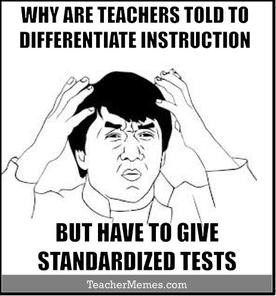 WHY ARE TEACHERS TOLD TO
DIFFERENTIATE INSTRUCTION
BUT HAVE TO GIVE
STANDARDIZED TESTS
TeacherMemes.com